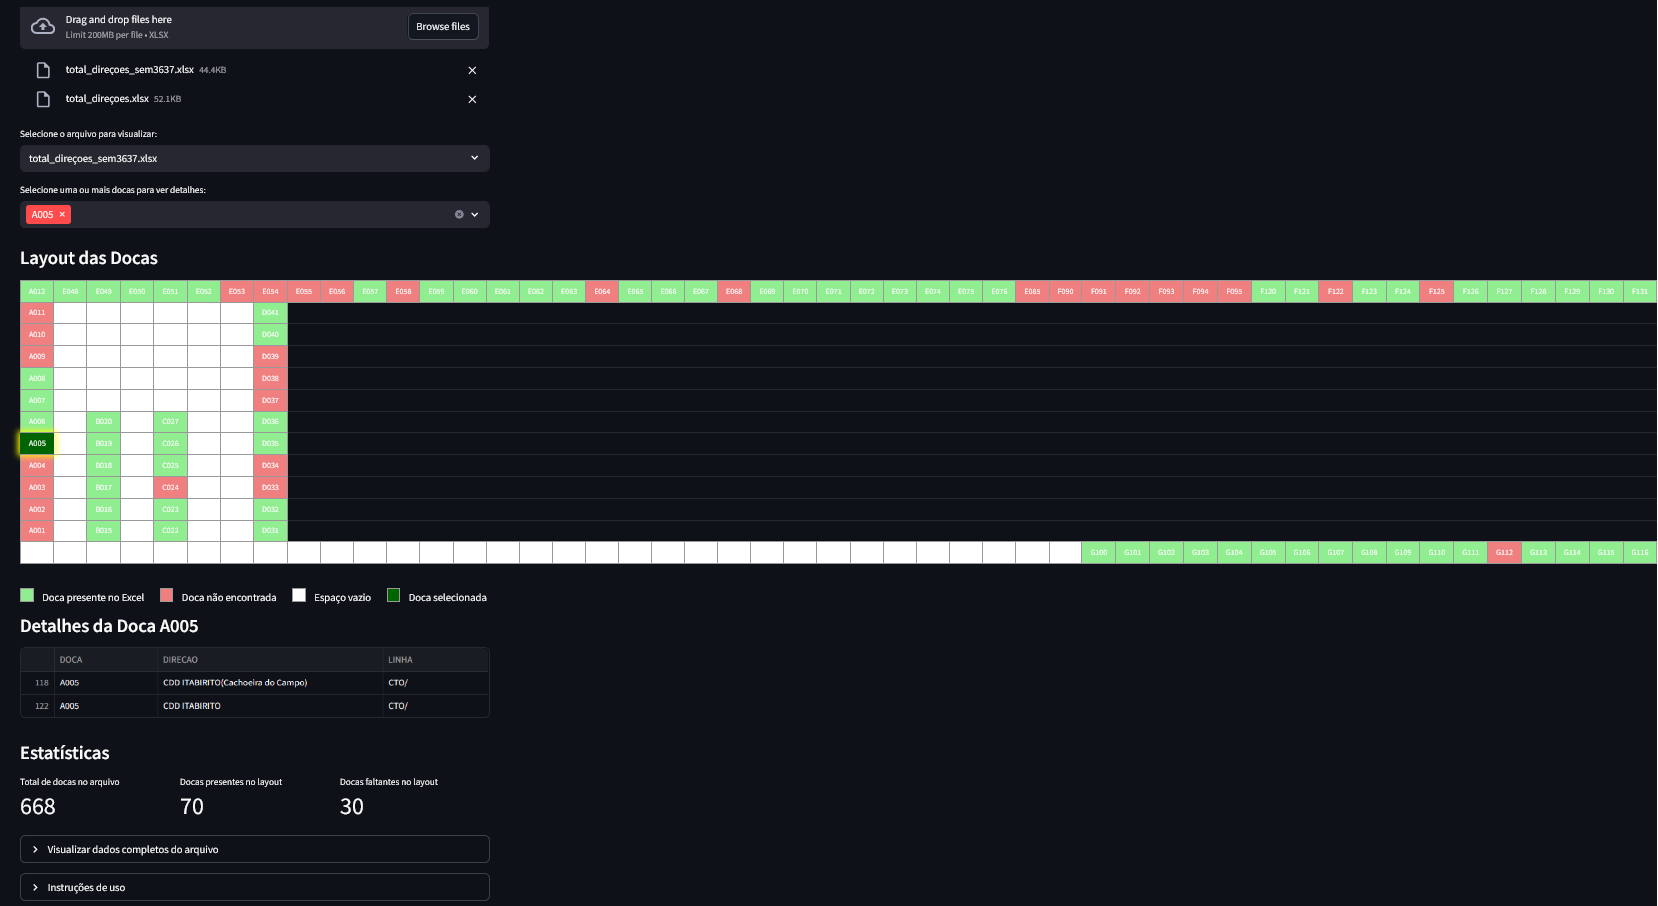 Drag and drop files here
Limit 200MB per file • XLSX
Browse files
total_direçoes_sem3637.xlsx 44.4KB
total_direçoes.xlsx 52.1KB
Selecione o arquivo para visualizar:
total_direçoes_sem3637.xlsx
Selecione uma ou mais docas para ver detalhes:
A005
Layout das Docas
A012 E048 E049 E050 E051 E052 E053 E054 E055 E056 E057 E058 E059 E060 E061 E062 E063 E064 E065 E066 E067 E068 E069 E070 E071 E072 E073 E074 E075 E076 E085 F090 F091 F092 F093 F094 F095 F120 F121 F122 F123 F124 F125 F126 F127 F128 F129 F130 F131
A011 D041
A010 D040
A009 D039
A008 D038
A007 D037
A006 B020 C027 D036
A005 B019 C026 D035
A004 B018 C025 D034
A003 B017 C024 D033
A002 B016 C023 D032
A001 B015 C022 D031
G100 G101 G102 G103 G104 G105 G106 G107 G108 G109 G110 G111 G112 G113 G114 G115 G116
Doca presente no Excel Doca não encontrada Espaço vazio Doca selecionada
Detalhes da Doca A005
DOCA DIRECAO LINHA
118 A005 CDD ITABIRITO(Cachoeira do Campo) CTO/
122 A005 CDD ITABIRITO CTO/
Estatísticas
Total de docas no arquivo Docas presentes no layout Docas faltantes no layout
668 70 30
Visualizar dados completos do arquivo
Instruções de uso